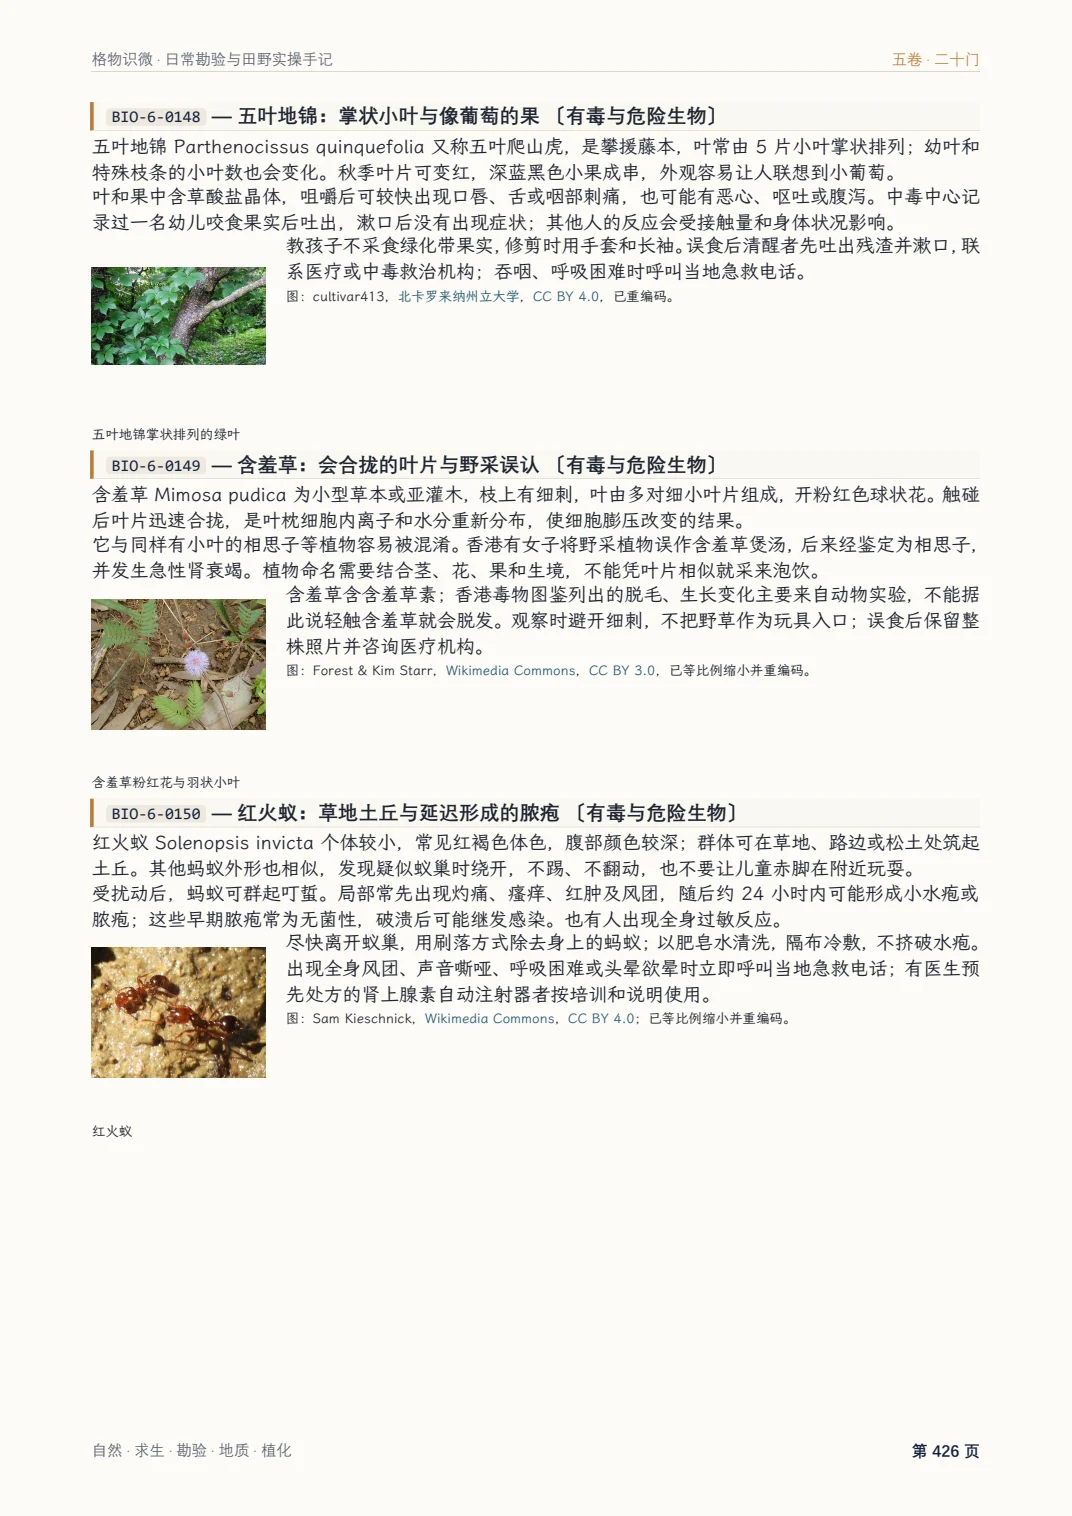 格物识微 · 日常勘验与田野实操手记
五卷 · 二十门
BIO-6-0148 — 五叶地锦：掌状小叶与像葡萄的果 〔有毒与危险生物〕
五叶地锦 Parthenocissus quinquefolia 又称五叶爬山虎，是攀援藤本，叶常由 5 片小叶掌状排列；幼叶和
特殊枝条的小叶数也会变化。秋季叶片可变红，深蓝黑色小果成串，外观容易让人联想到小葡萄。
叶和果中含草酸盐晶体，咀嚼后可较快出现口唇、舌或咽部刺痛，也可能有恶心、呕吐或腹泻。中毒中心记
录过一名幼儿咬食果实后吐出，漱口后没有出现症状；其他人的反应会受接触量和身体状况影响。
教孩子不采食绿化带果实，修剪时用手套和长袖。误食后清醒者先吐出残渣并漱口，联
系医疗或中毒救治机构；吞咽、呼吸困难时呼叫当地急救电话。
图：cultivar413，北卡罗来纳州立大学，CC BY 4.0，已重编码。
五叶地锦掌状排列的绿叶
BIO-6-0149 — 含羞草：会合拢的叶片与野采误认 〔有毒与危险生物〕
含羞草 Mimosa pudica 为小型草本或亚灌木，枝上有细刺，叶由多对细小叶片组成，开粉红色球状花。触碰
后叶片迅速合拢，是叶枕细胞内离子和水分重新分布，使细胞膨压改变的结果。
它与同样有小叶的相思子等植物容易被混淆。香港有女子将野采植物误作含羞草煲汤，后来经鉴定为相思子，
并发生急性肾衰竭。植物命名需要结合茎、花、果和生境，不能凭叶片相似就采来泡饮。
含羞草含含羞草素；香港毒物图鉴列出的脱毛、生长变化主要来自动物实验，不能据
此说轻触含羞草就会脱发。观察时避开细刺，不把野草作为玩具入口；误食后保留整
株照片并咨询医疗机构。
图：Forest & Kim Starr，Wikimedia Commons，CC BY 3.0，已等比例缩小并重编码。
含羞草粉红花与羽状小叶
BIO-6-0150 — 红火蚁：草地土丘与延迟形成的脓疱 〔有毒与危险生物〕
红火蚁 Solenopsis invicta 个体较小，常见红褐色体色，腹部颜色较深；群体可在草地、路边或松土处筑起
土丘。其他蚂蚁外形也相似，发现疑似蚁巢时绕开，不踢、不翻动，也不要让儿童赤脚在附近玩耍。
受扰动后，蚂蚁可群起叮蜇。局部常先出现灼痛、瘙痒、红肿及风团，随后约 24 小时内可能形成小水疱或
脓疱；这些早期脓疱常为无菌性，破溃后可能继发感染。也有人出现全身过敏反应。
尽快离开蚁巢，用刷落方式除去身上的蚂蚁；以肥皂水清洗，隔布冷敷，不挤破水疱。
出现全身风团、声音嘶哑、呼吸困难或头晕欲晕时立即呼叫当地急救电话；有医生预
先处方的肾上腺素自动注射器者按培训和说明使用。
图：Sam Kieschnick，Wikimedia Commons，CC BY 4.0；已等比例缩小并重编码。
红火蚁
自然 · 求生 · 勘验 · 地质 · 植化
第 426 页